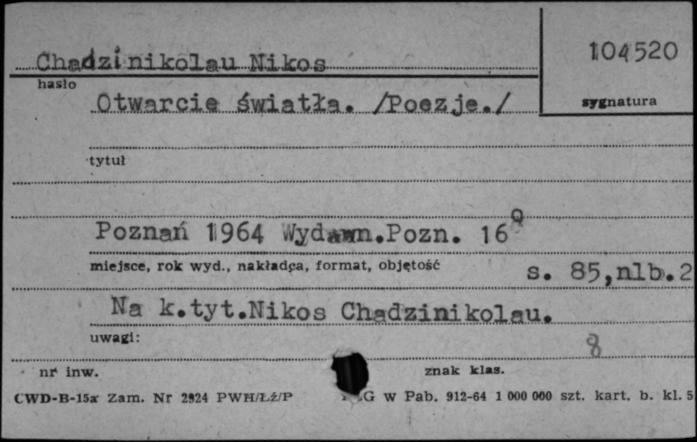 Chadzinikolau Nikos
104520
hasło
Otwarcie światła. /Poezje./
sygnatura
tytuł
Poznań 1964 Wydawn.Pozn. 16°
miejsce, rok wyd., nakładca, format, objętość
s. 85,nlb.2
Na k.tyt.Nikos Chadzinikolau.
uwagi:
8
nr inw.
znak klas.
CWD-B-15a Zam. Nr 2924 PWH/Łź/P
G w Pab. 912-64 1 000 000 szt. kart. b. kl. 5